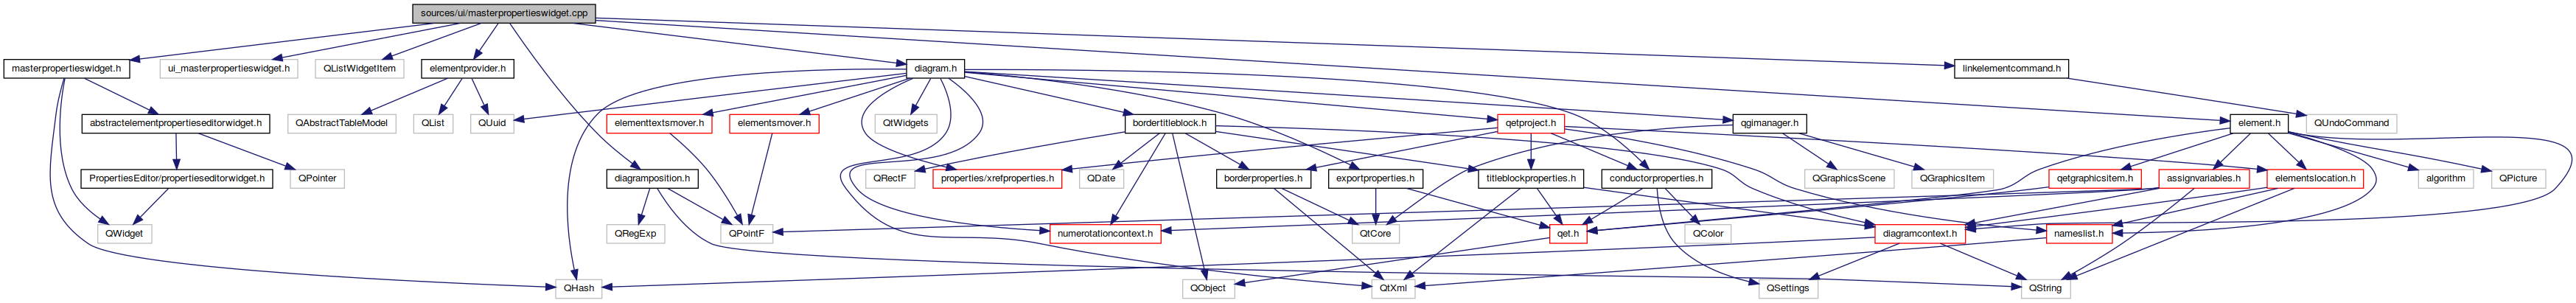 sources/ui/masterpropertieswidget.cpp
masterpropertieswidget.h
ui_masterpropertieswidget.h
QListWidgetItem
elementprovider.h
diagram.h
linkelementcommand.h
abstractelementpropertieseditorwidget.h
QAbstractTableModel
QList
QUuid
elementtextsmover.h
elementsmover.h
QtWidgets
bordertitleblock.h
qetproject.h
qgimanager.h
element.h
QUndoCommand
PropertiesEditor/propertieseditorwidget.h
QPointer
diagramposition.h
QRectF
properties/xrefproperties.h
QDate
borderproperties.h
exportproperties.h
titleblockproperties.h
conductorproperties.h
QGraphicsScene
QGraphicsItem
qetgraphicsitem.h
assignvariables.h
elementslocation.h
algorithm
QPicture
QWidget
QRegExp
QPointF
numerotationcontext.h
QtCore
qet.h
QColor
diagramcontext.h
nameslist.h
QHash
QObject
QtXml
QSettings
QString